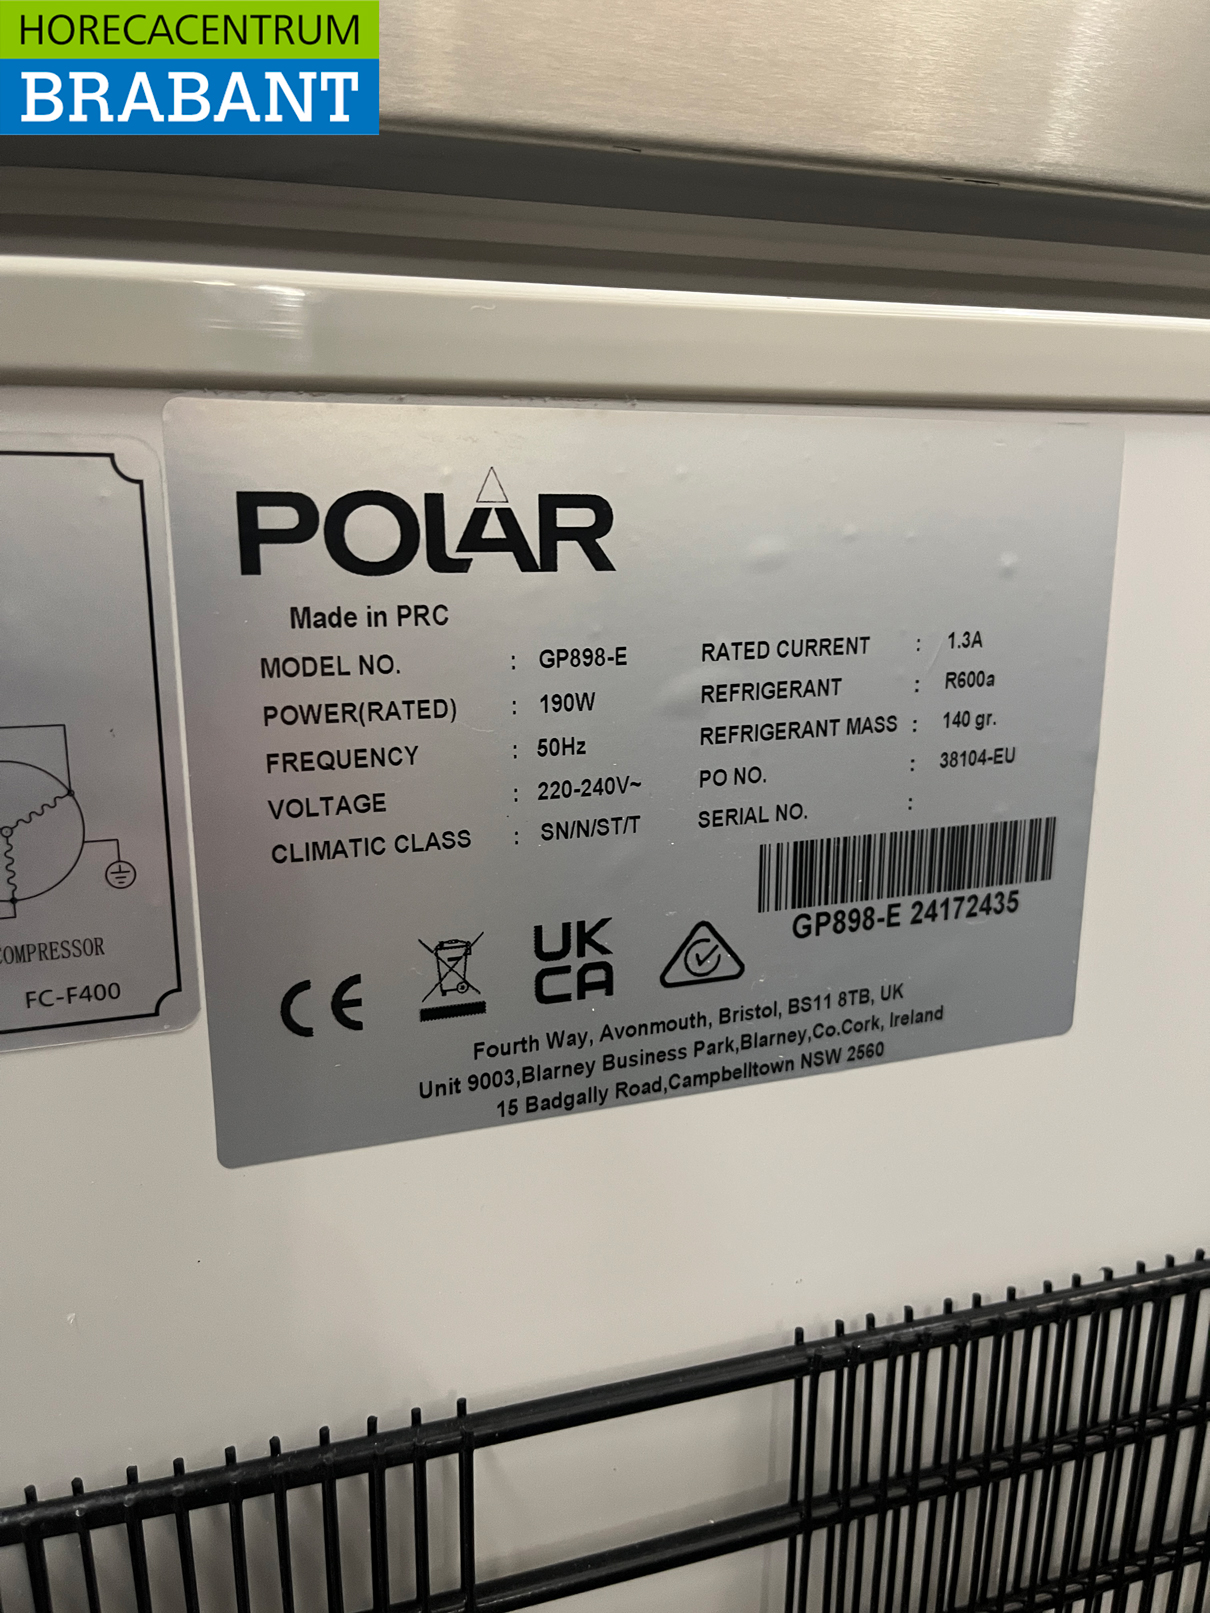 HORECACENTRUM
BRABANT
POLAR
Made in PRC
MODEL NO. : GP898-E
POWER(RATED) : 190W
FREQUENCY : 50Hz
VOLTAGE : 220-240V~
CLIMATIC CLASS : SN/N/ST/T
RATED CURRENT : 1.3A
REFRIGERANT : R600a
REFRIGERANT MASS : 140 gr.
PO NO. : 38104-EU
SERIAL NO. :
GP898-E 24172435
CE
UK
CA
Fourth Way, Avonmouth, Bristol, BS11 8TB, UK
Unit 9003,Blarney Business Park,Blarney,Co.Cork, Ireland
15 Badgally Road,Campbelltown NSW 2560
COMPRESSOR
FC-F400